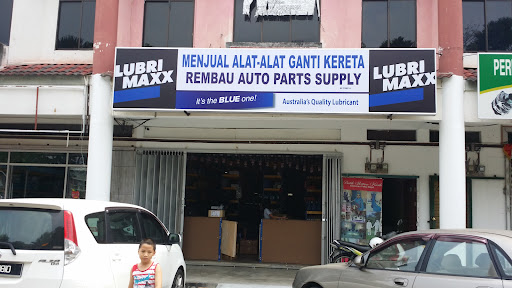 LUBRI
MAXX
MENJUAL ALAT-ALAT GANTI KERETA
REMBAU AUTO PARTS SUPPLY
It's the BLUE one!
Australia's Quality Lubricant
LUBRI
MAXX
PER